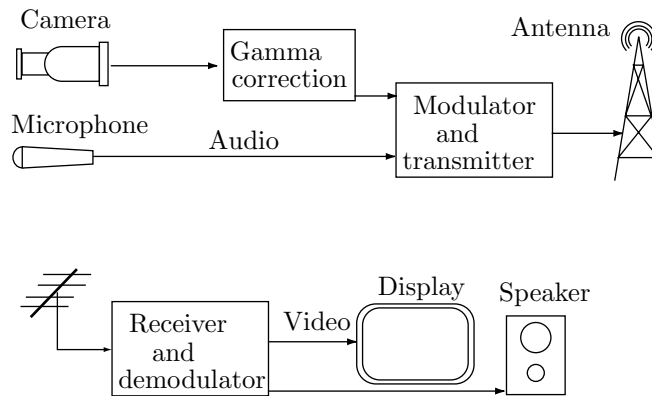 Camera
Gamma
correction
Antenna
Microphone
Audio
Modulator
and
transmitter
Display
Speaker
Receiver
and
demodulator
Video